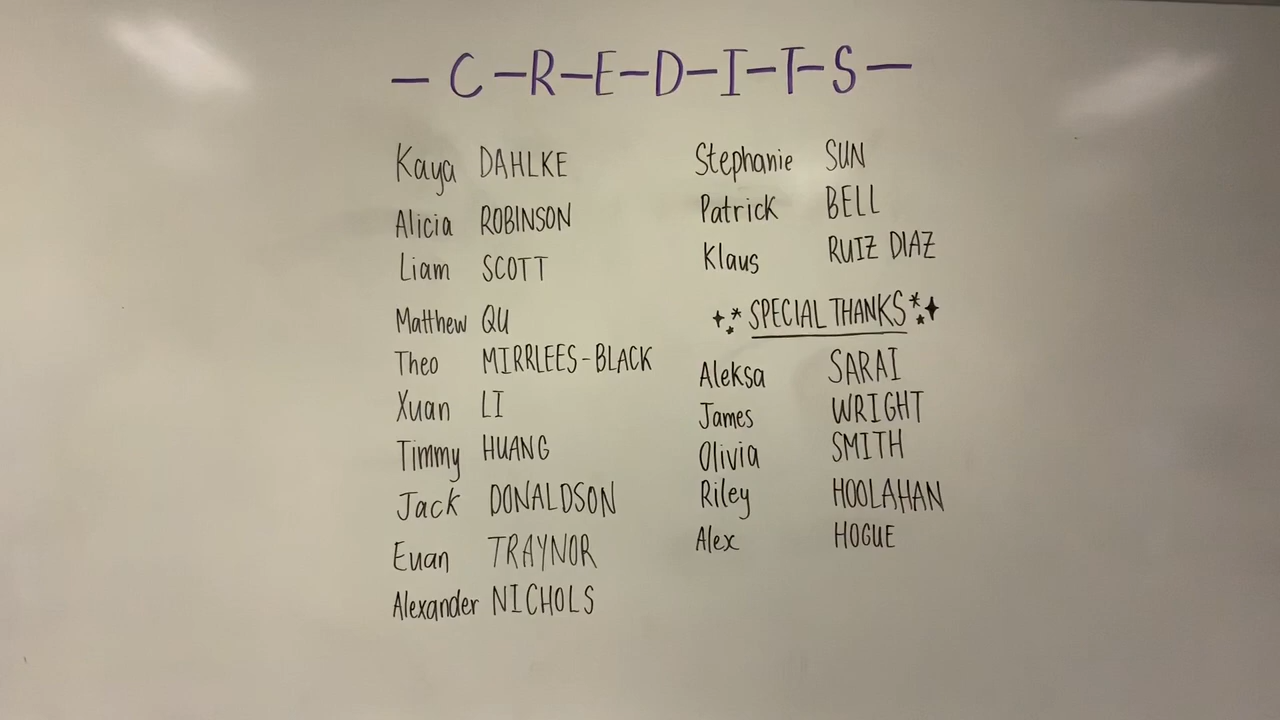 — C — R — E — D — I — T — S —
Kaya DAHLKE
Alicia ROBINSON
Liam SCOTT
Matthew QU
Theo MIRRLEES-BLACK
Xuan LI
Timmy HUANG
Jack DONALDSON
Euan TRAYNOR
Alexander NICHOLS
Stephanie SUN
Patrick BELL
Klaus RUIZ DIAZ
SPECIAL THANKS
Aleksa SARAI
James WRIGHT
Olivia SMITH
Riley HOOLAHAN
Alex HOGUE